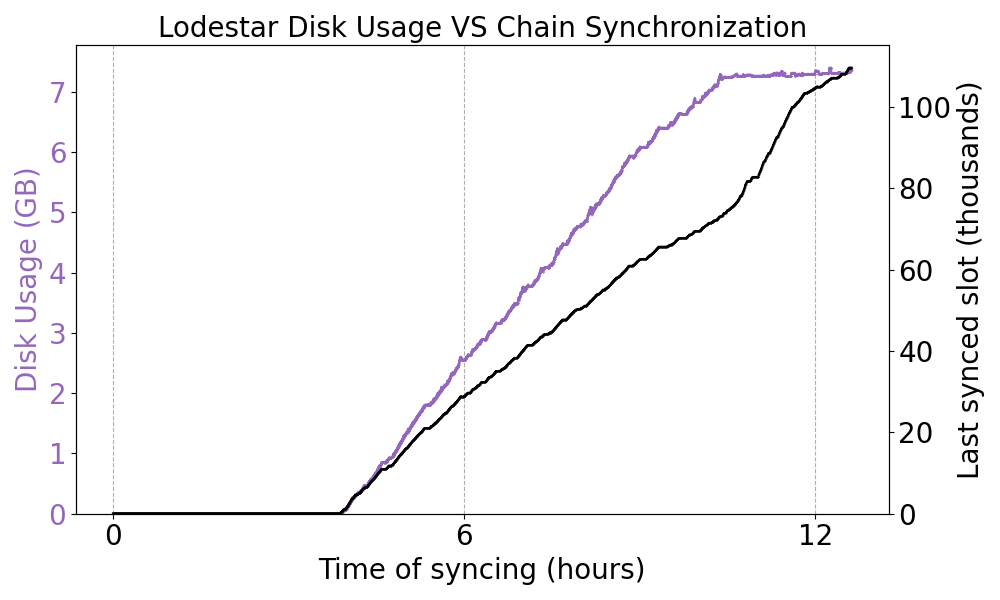 Lodestar Disk Usage VS Chain Synchronization
Disk Usage (GB)
7
6
5
4
3
2
1
0
100
80
60
40
20
0
Last synced slot (thousands)
0 6 12
Time of syncing (hours)